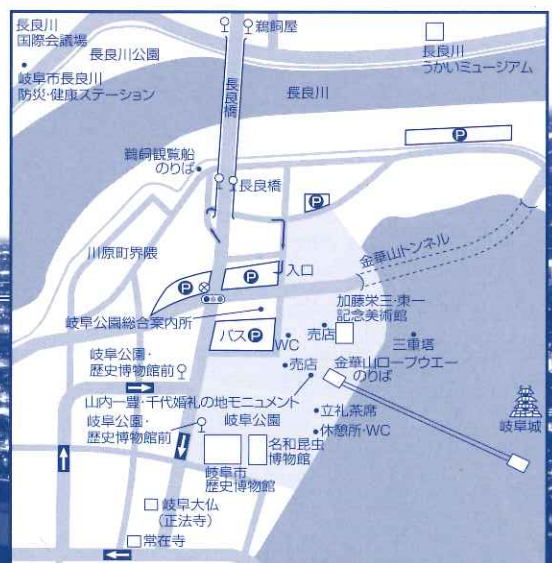 長良川
国際会議場
長良川公園
岐阜市長良川
防災・健康ステーション
鵜飼屋
長良橋
長良川
うかいミュージアム
長良川
P
鵜飼観覧船
のりば
長良橋
P
川原町界隈
金華山トンネル
P
P
入口
加藤栄三・東一
記念美術館
岐阜公園総合案内所
バスP
WC
売店
三重塔
岐阜公園・
歴史博物館前
売店
金華山ロープウエー
のりば
山内一豊・千代婚礼の地モニュメント
岐阜公園・
歴史博物館前
岐阜公園
立礼茶席
休憩所・WC
岐阜城
名和昆虫
博物館
岐阜市
歴史博物館
岐阜大仏
(正法寺)
常在寺